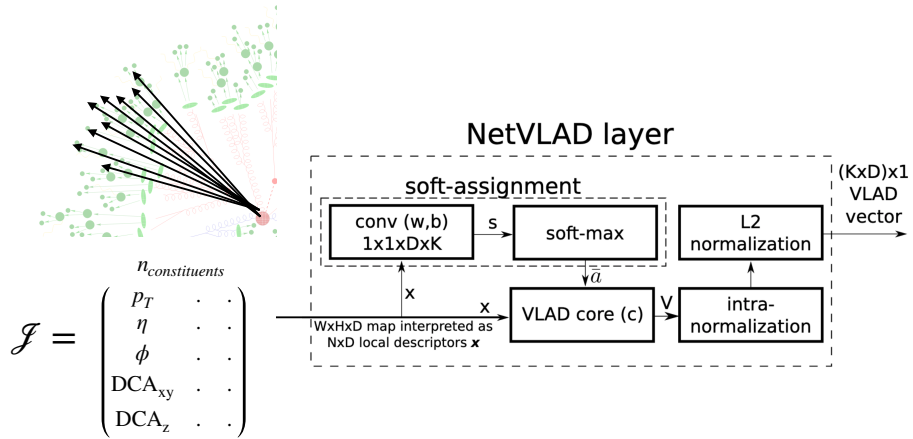 NetVLAD layer
soft-assignment
conv (w,b)
1x1xDxK
s
soft-max
L2
normalization
(KxD)x1
VLAD
vector
x
x
a̅
VLAD core (c)
V
intra-
normalization
WxHxD map interpreted as
NxD local descriptors x
n_constituents
𝒥 =
p_T . .
η . .
ϕ . .
DCA_xy . .
DCA_z . .